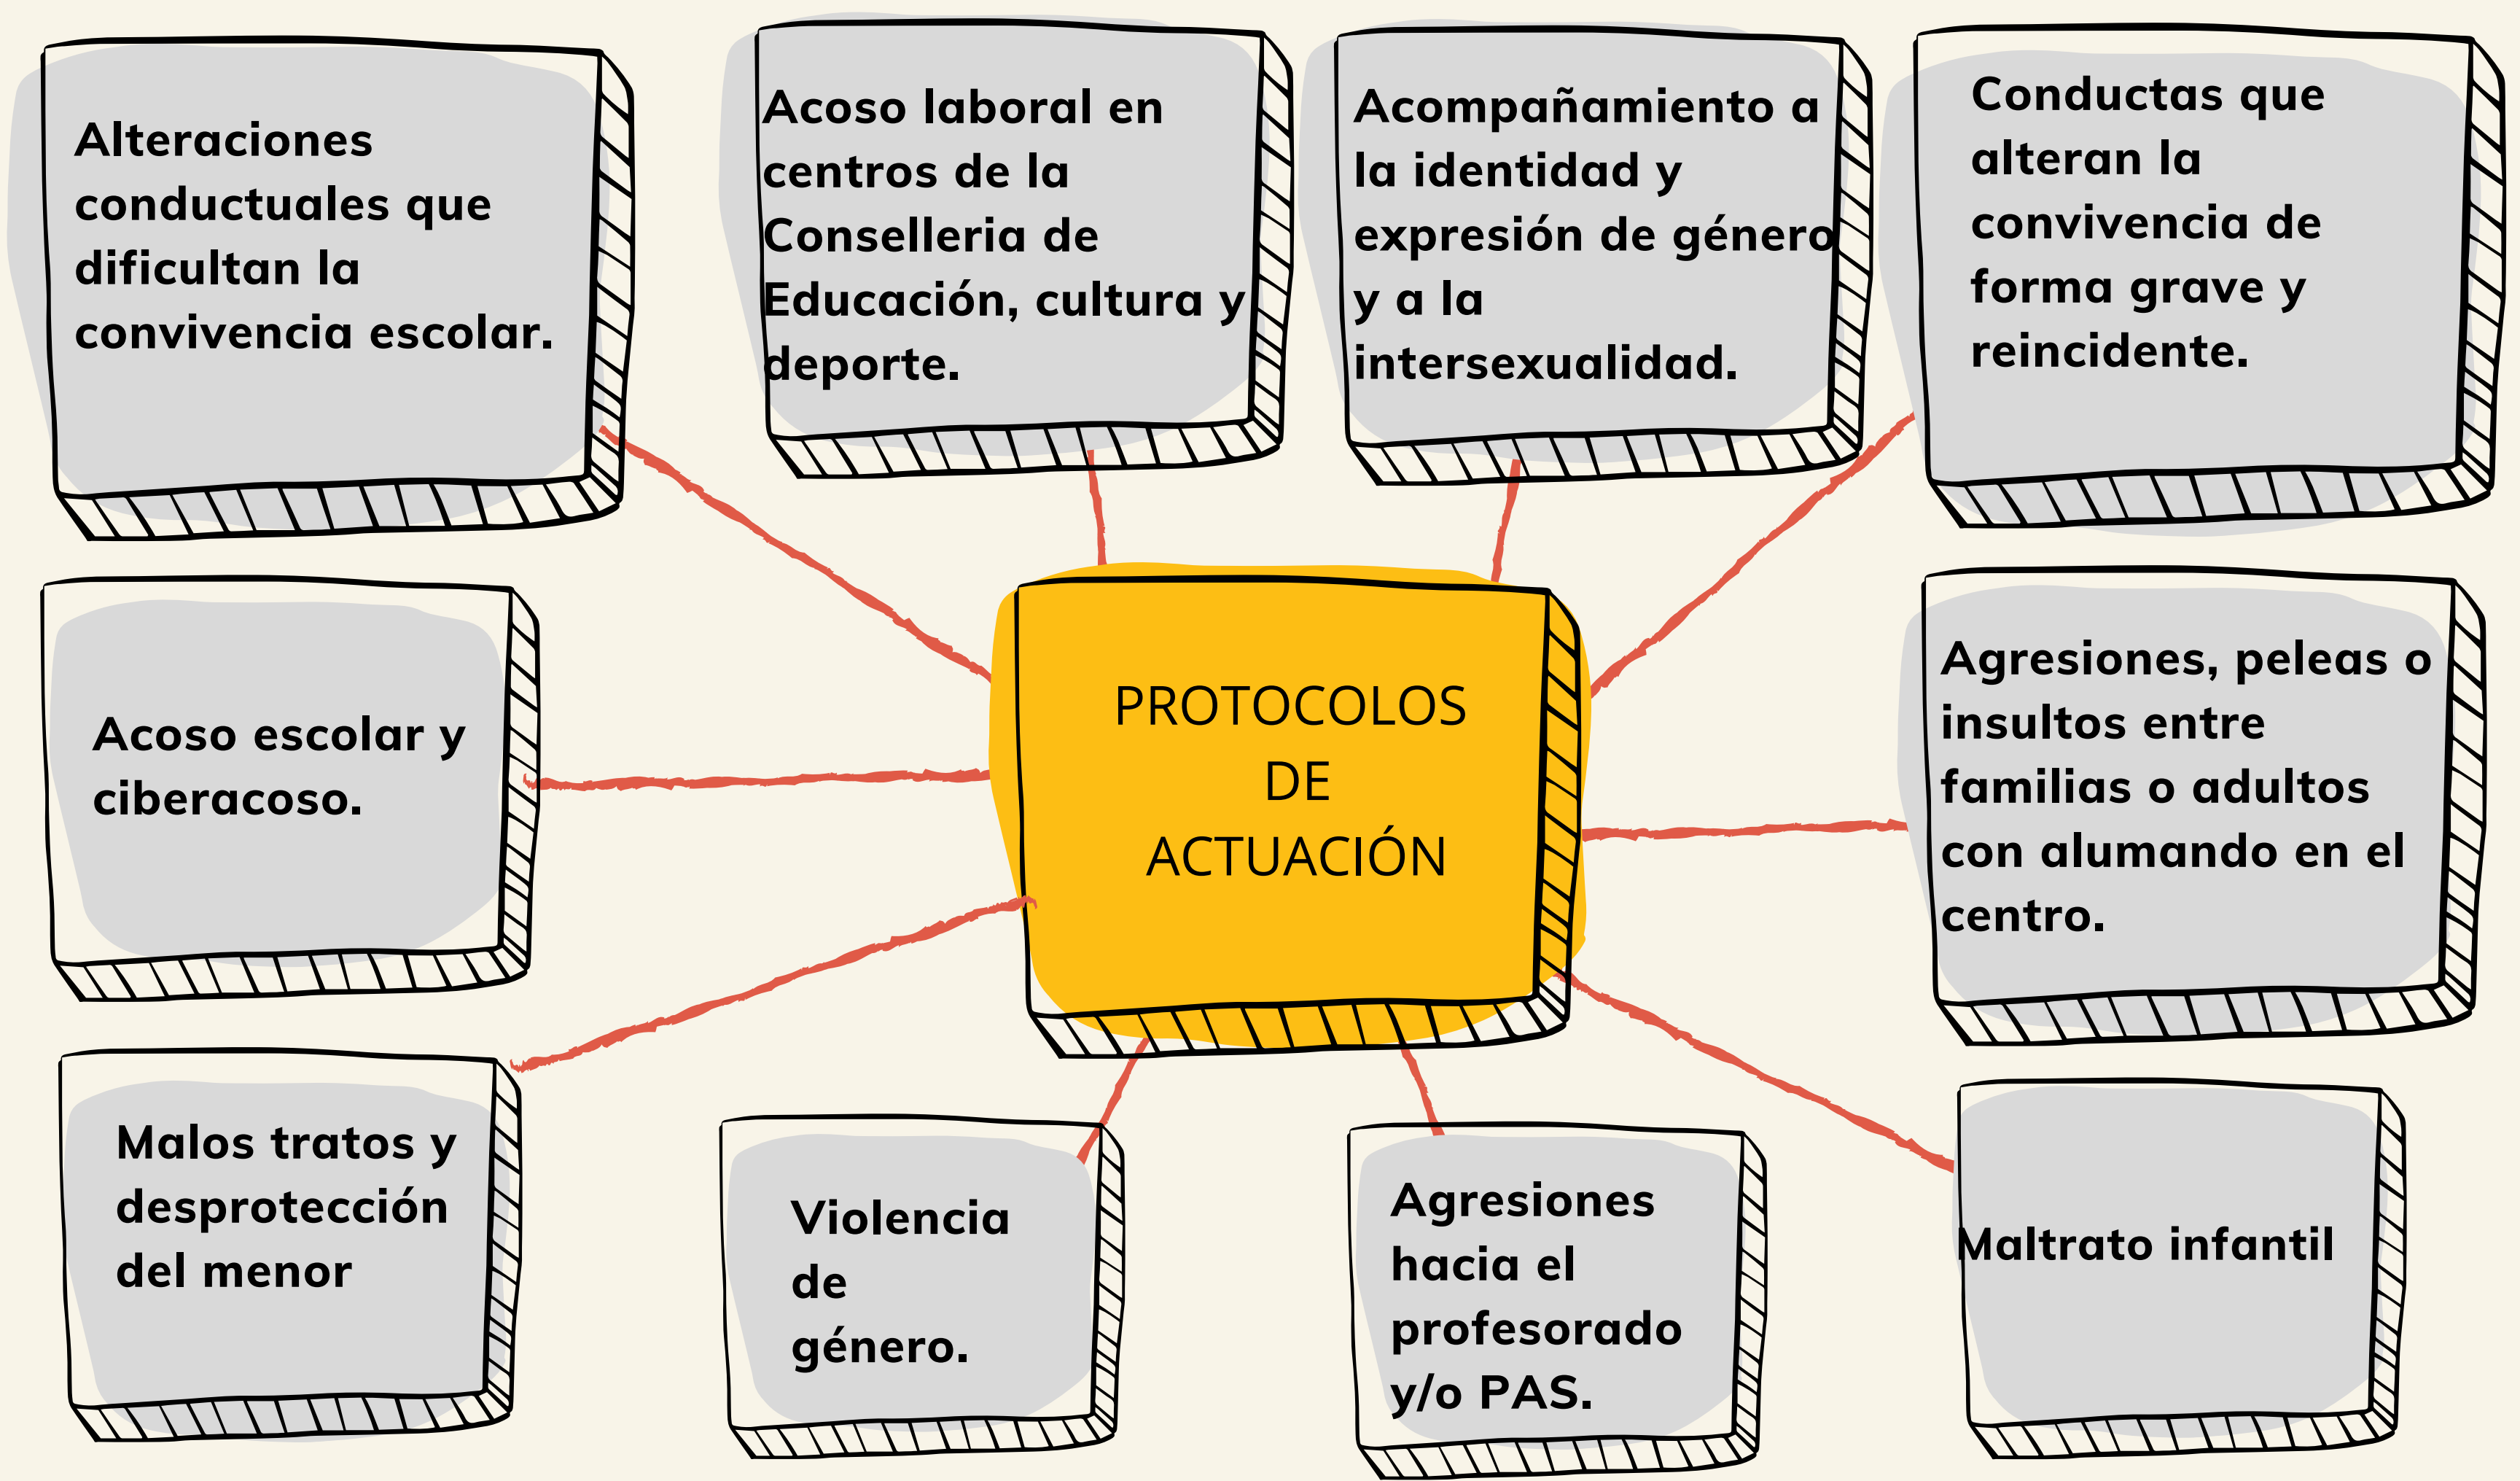 Alteraciones
conductuales que
dificultan la
convivencia escolar.
Acoso laboral en
centros de la
Conselleria de
Educación, cultura y
deporte.
Acompañamiento a
la identidad y
expresión de género
y a la
intersexualidad.
Conductas que
alteran la
convivencia de
forma grave y
reincidente.
Acoso escolar y
ciberacoso.
PROTOCOLOS
DE
ACTUACIÓN
Agresiones, peleas o
insultos entre
familias o adultos
con alumando en el
centro.
Malos tratos y
desprotección
del menor
Violencia
de
género.
Agresiones
hacia el
profesorado
y/o PAS.
Maltrato infantil